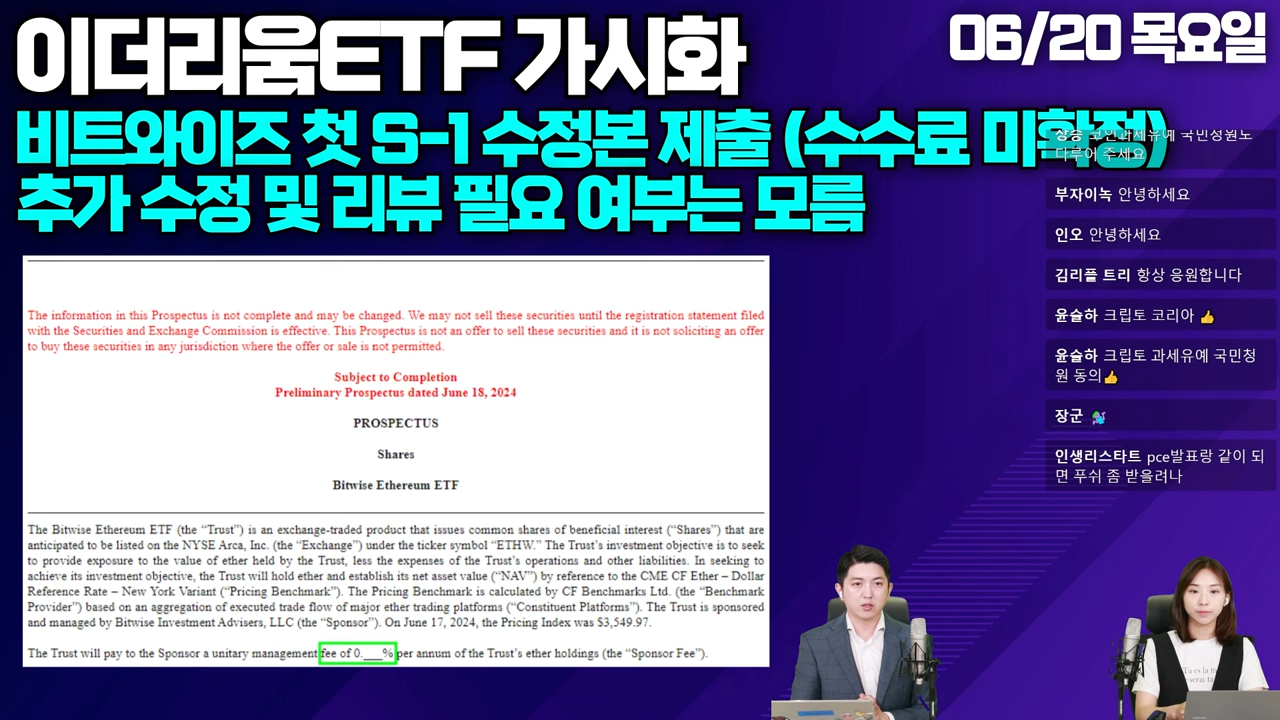 이더리움ETF 가시화
06/20 목요일
비트와이즈 첫 S-1 수정본 제출 (수수료 미확정)
추가 수정 및 리뷰 필요 여부는 모름
The information in this Prospectus is not complete and may be changed. We may not sell these securities until the registration statement filed
with the Securities and Exchange Commission is effective. This Prospectus is not an offer to sell these securities and it is not soliciting an offer
to buy these securities in any jurisdiction where the offer or sale is not permitted.
Subject to Completion
Preliminary Prospectus dated June 18, 2024
PROSPECTUS
Shares
Bitwise Ethereum ETF
The Bitwise Ethereum ETF (the “Trust”) is an exchange-traded product that issues common shares of beneficial interest (“Shares”) that are
anticipated to be listed on the NYSE Arca, Inc. (the “Exchange”) under the ticker symbol “ETHW.” The Trust’s investment objective is to seek
to provide exposure to the value of ether held by the Trust, less the expenses of the Trust’s operations and other liabilities. In seeking to
achieve its investment objective, the Trust will hold ether and establish its net asset value (“NAV”) by reference to the CME CF Ether – Dollar
Reference Rate – New York Variant (“Pricing Benchmark”). The Pricing Benchmark is calculated by CF Benchmarks Ltd. (the “Benchmark
Provider”) based on an aggregation of executed trade flow of major ether trading platforms (“Constituent Platforms”). The Trust is sponsored
and managed by Bitwise Investment Advisers, LLC (the “Sponsor”). On June 17, 2024, the Pricing Index was $3,549.97.
The Trust will pay to the Sponsor a unitary management fee of 0.___% per annum of the Trust’s ether holdings (the “Sponsor Fee”).
코인과세유예 국민청원도
다루어 주세요
부자이녹 안녕하세요
인오 안녕하세요
김리플 트리 항상 응원합니다
윤슬하 크립토 코리아 👍
윤슬하 크립토 과세유예 국민청
원 동의👍
장군
인생리스타트 pce발표랑 같이 되
면 푸쉬 좀 받을려나